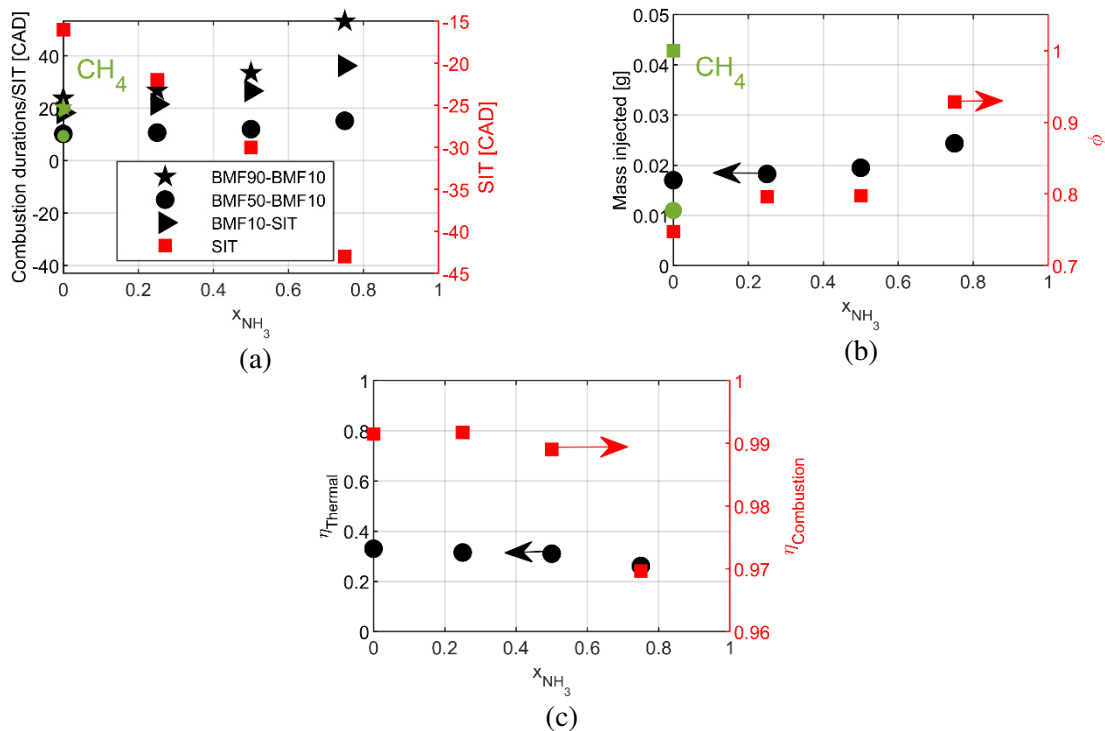 Combustion durations/SIT [CAD]
40
20
0
-20
-40
CH4
BMF90-BMF10
BMF50-BMF10
BMF10-SIT
SIT
-15
-20
-25
-30
-35
-40
-45
SIT [CAD]
0 0.2 0.4 0.6 0.8 1
xNH3
(a)
Mass injected [g]
0.05
0.04
0.03
0.02
0.01
0
CH4
1
0.9
0.8
0.7
ϕ
0 0.2 0.4 0.6 0.8 1
xNH3
(b)
ηThermal
1
0.8
0.6
0.4
0.2
0
1
0.99
0.98
0.97
0.96
ηCombustion
0 0.2 0.4 0.6 0.8 1
xNH3
(c)